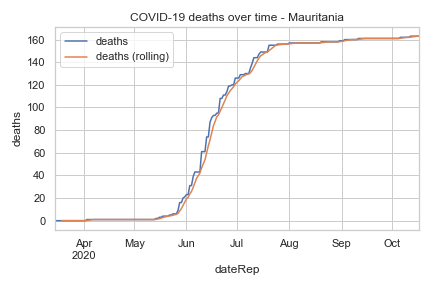 COVID-19 deaths over time - Mauritania
deaths
deaths (rolling)
160
140
120
100
80
60
40
20
0
deaths
Apr
2020
May
Jun
Jul
Aug
Sep
Oct
dateRep